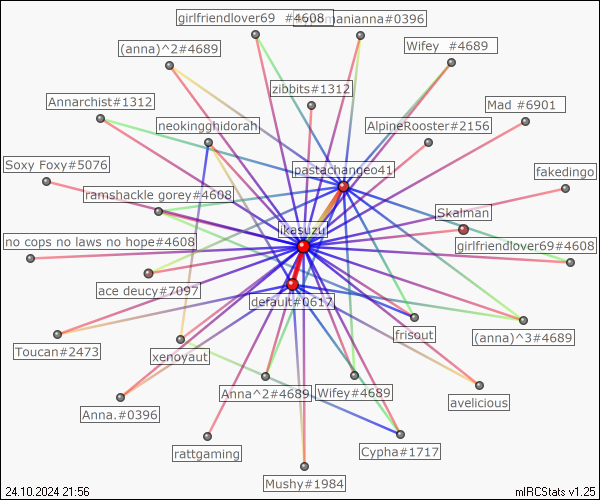 girlfriendlover69 #4608
manianna#0396
(anna)^2#4689
Wifey #4689
zibbits#1312
Annarchist#1312
Mad #6901
neokingghidorah
AlpineRooster#2156
Soxy Foxy#5076
pastachangeo41
fakedingo
ramshackle gorey#4608
Skalman
ikasuzu
no cops no laws no hope#4608
girlfriendlover69#4608
ace deucy#7097
default#0617
Toucan#2473
xenoyaut
frisout
(anna)^3#4689
Anna.#0396
Anna^2#4689
Wifey#4689
avelicious
rattgaming
Cypha#1717
Mushy#1984
24.10.2024 21:56
mIRCStats v1.25